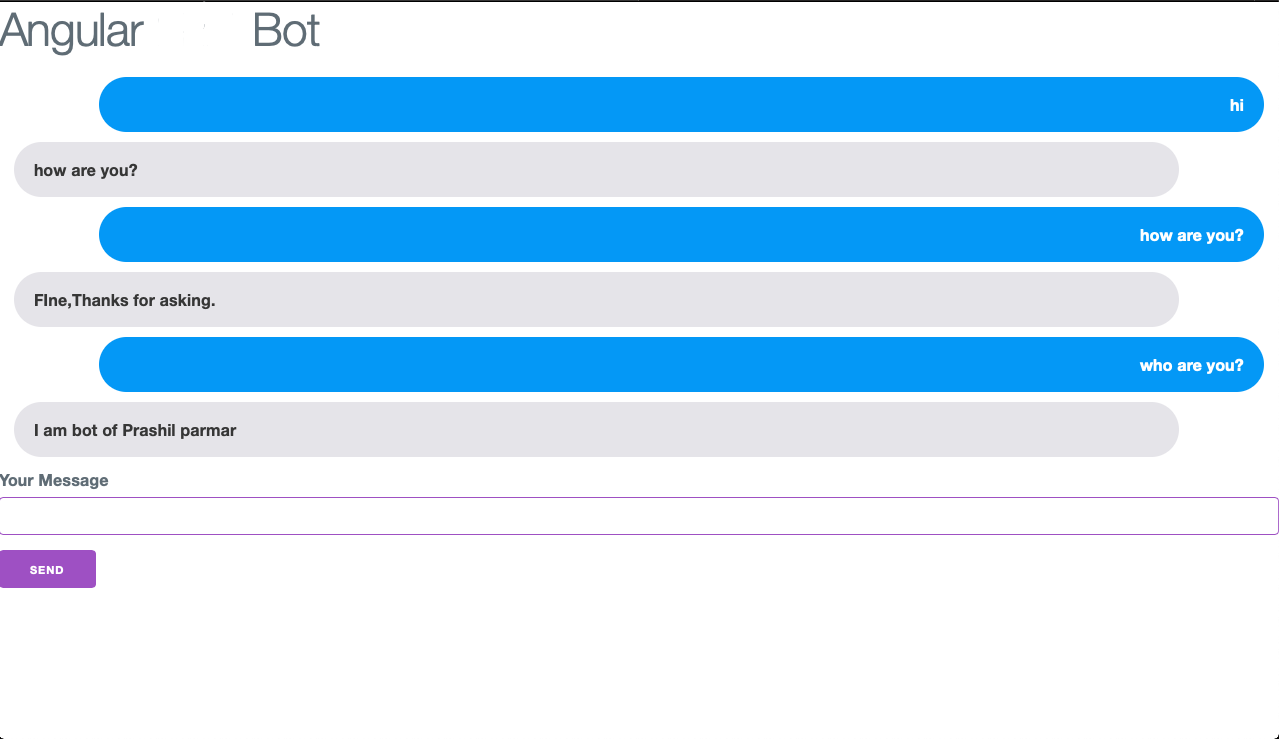 Angular Bot
hi
how are you?
how are you?
FIne,Thanks for asking.
who are you?
I am bot of Prashil parmar
Your Message
SEND